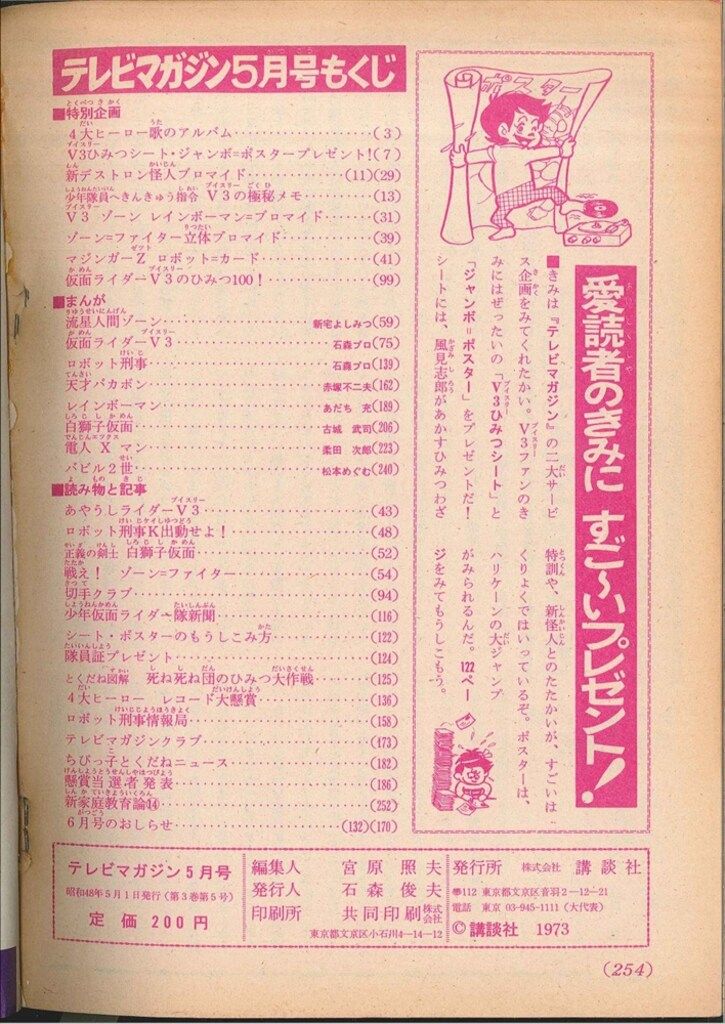 テレビマガジン5月号もくじ
■特別企画
4大ヒーロー歌のアルバム……(3)
V3ひみつシート・ジャンボ=ポスタープレゼント!(7)
新デストロン怪人ブロマイド……(11)(29)
少年隊員へきんきゅう指令 V3の極秘メモ……(13)
V3 ゾーン レインボーマン=ブロマイド……(31)
ゾーン=ファイター立体ブロマイド……(39)
マジンガーZ ロボット=カード……(41)
仮面ライダーV3のひみつ100!……(99)
■まんが
流星人間ゾーン……新宅よしみつ(59)
仮面ライダーV3……石森プロ(75)
ロボット刑事……石森プロ(139)
天才バカボン……赤塚不二夫(162)
レインボーマン……あだち 充(189)
白獅子仮面……古城 武司(206)
電人Xマン……柔田 次郎(223)
バビル2世……松本めぐむ(240)
■読み物と記事
あやうしライダーV3……(43)
ロボット刑事K出動せよ!……(48)
正義の剣士 白獅子仮面……(52)
戦え! ゾーン=ファイター……(54)
切手クラブ……(94)
少年仮面ライダー隊新聞……(116)
シート・ポスターのもうしこみ方……(122)
隊員証プレゼント……(124)
とくだね図解 死ね死ね団のひみつ大作戦……(125)
4大ヒーロー レコード大懸賞……(136)
ロボット刑事情報局……(158)
テレビマガジンクラブ……(173)
ちびっ子とくだねニュース……(182)
懸賞当選者発表……(186)
新家庭教育論⑭……(252)
6月号のおしらせ……(132)(170)
ポスター
愛読者のきみに すご〜いプレゼント!
■きみは『テレビマガジン』の二大サービ
ス企画をみてくれたかい。V3ファンのき
みにはぜったいの「V3ひみつシート」と
「ジャンボ=ポスター」をプレゼントだ!
シートには、風見志郎があかすひみつわざ
特訓や、新怪人とのたたかいが、すごいは
くりょくではいっているぞ。ポスターは、
ハリケーンの大ジャンプ
がみられるんだ。122ペー
ジをみてもうしこもう。
テレビマガジン5月号
昭和48年5月1日発行(第3巻第5号)
定価 200円
編集人 宮原照夫
発行人 石森俊夫
印刷所 共同印刷株式会社
東京都文京区小石川4—14—12
発行所 株式会社 講談社
〠112 東京都文京区音羽2—12—21
電話 東京 03-945-1111(大代表)
©講談社 1973
(254)